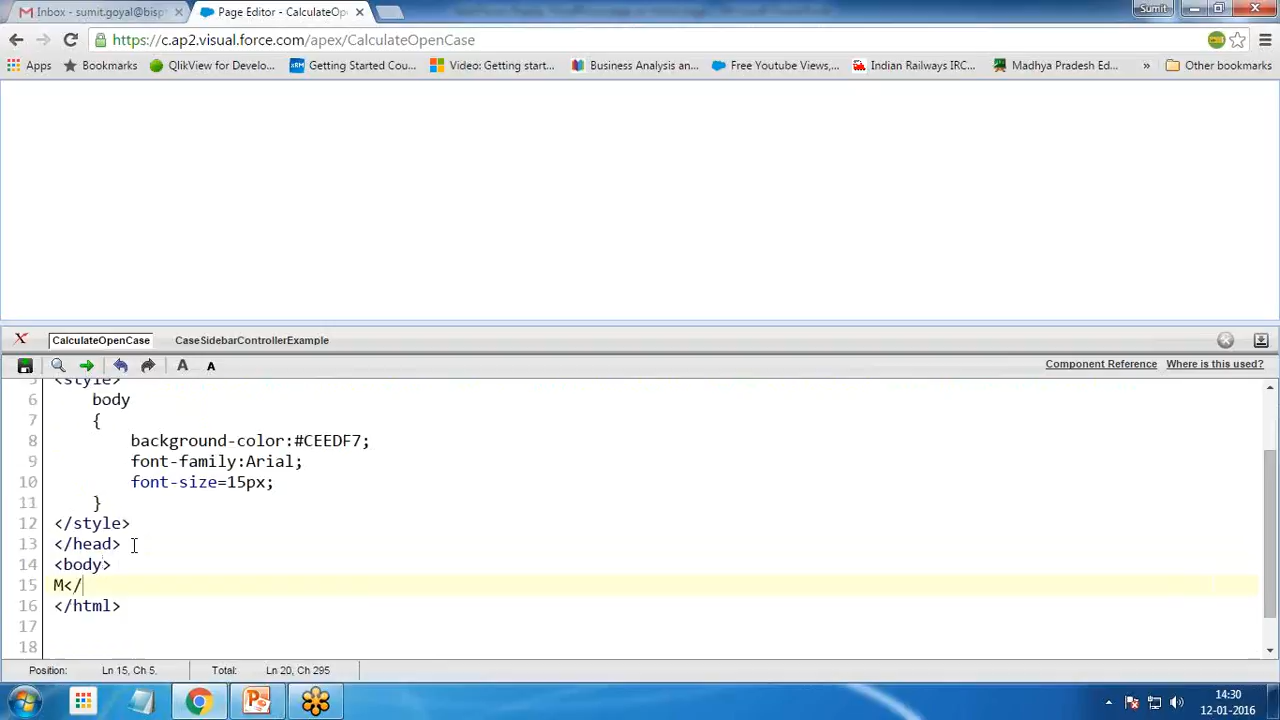 Inbox - sumit.goyal@bisp
Page Editor - CalculateOp
Sumit
https://c.ap2.visual.force.com/apex/CalculateOpenCase
Apps
Bookmarks
QlikView for Develo...
Getting Started Cou...
Video: Getting start...
Business Analysis an...
Free Youtube Views,...
Indian Railways IRC...
Madhya Pradesh Ed...
»
Other bookmarks
CalculateOpenCase
CaseSidebarControllerExample
A
A
Component Reference
Where is this used?
5 <style>
6 body
7 {
8 background-color:#CEEDF7;
9 font-family:Arial;
10 font-size=15px;
11 }
12 </style>
13 </head>
14 <body>
15 M</
16 </html>
17
18
Position: Ln 15, Ch 5. Total: Ln 20, Ch 295
14:30
12-01-2016